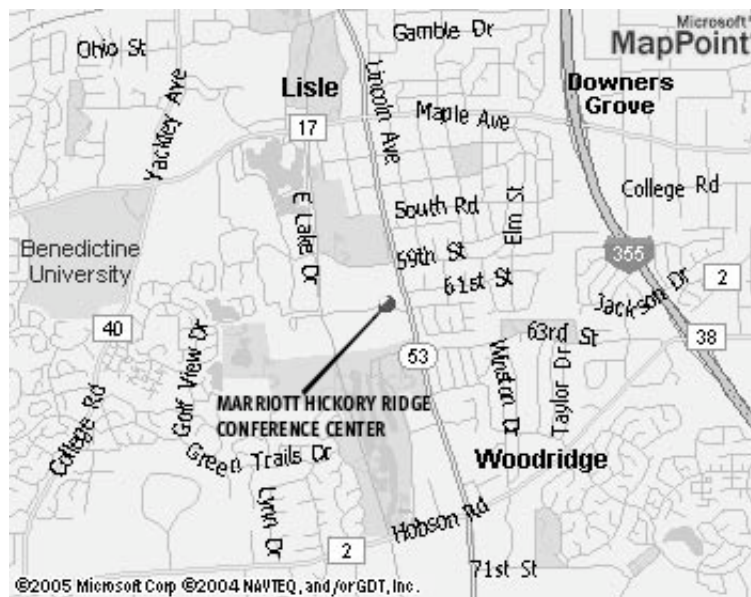 Microsoft
MapPoint
Gamble Dr
Ohio St
Lisle
Lincoln Ave
Downers
Grove
Yackley Ave
17
Maple Ave
College Rd
South Rd
Elm St
E Lake Dr
Benedictine
University
59th St
355
61st St
2
Jackson Dr
40
63rd St
38
53
Golf View Dr
Winston Dr
Taylor Dr
MARRIOTT HICKORY RIDGE
CONFERENCE CENTER
College Rd
Green Trails Dr
Woodridge
Lynn Dr
Hobson Rd
2
71st St
©2005 Microsoft Corp ©2004 NAVTEQ, and/or GDT, Inc.